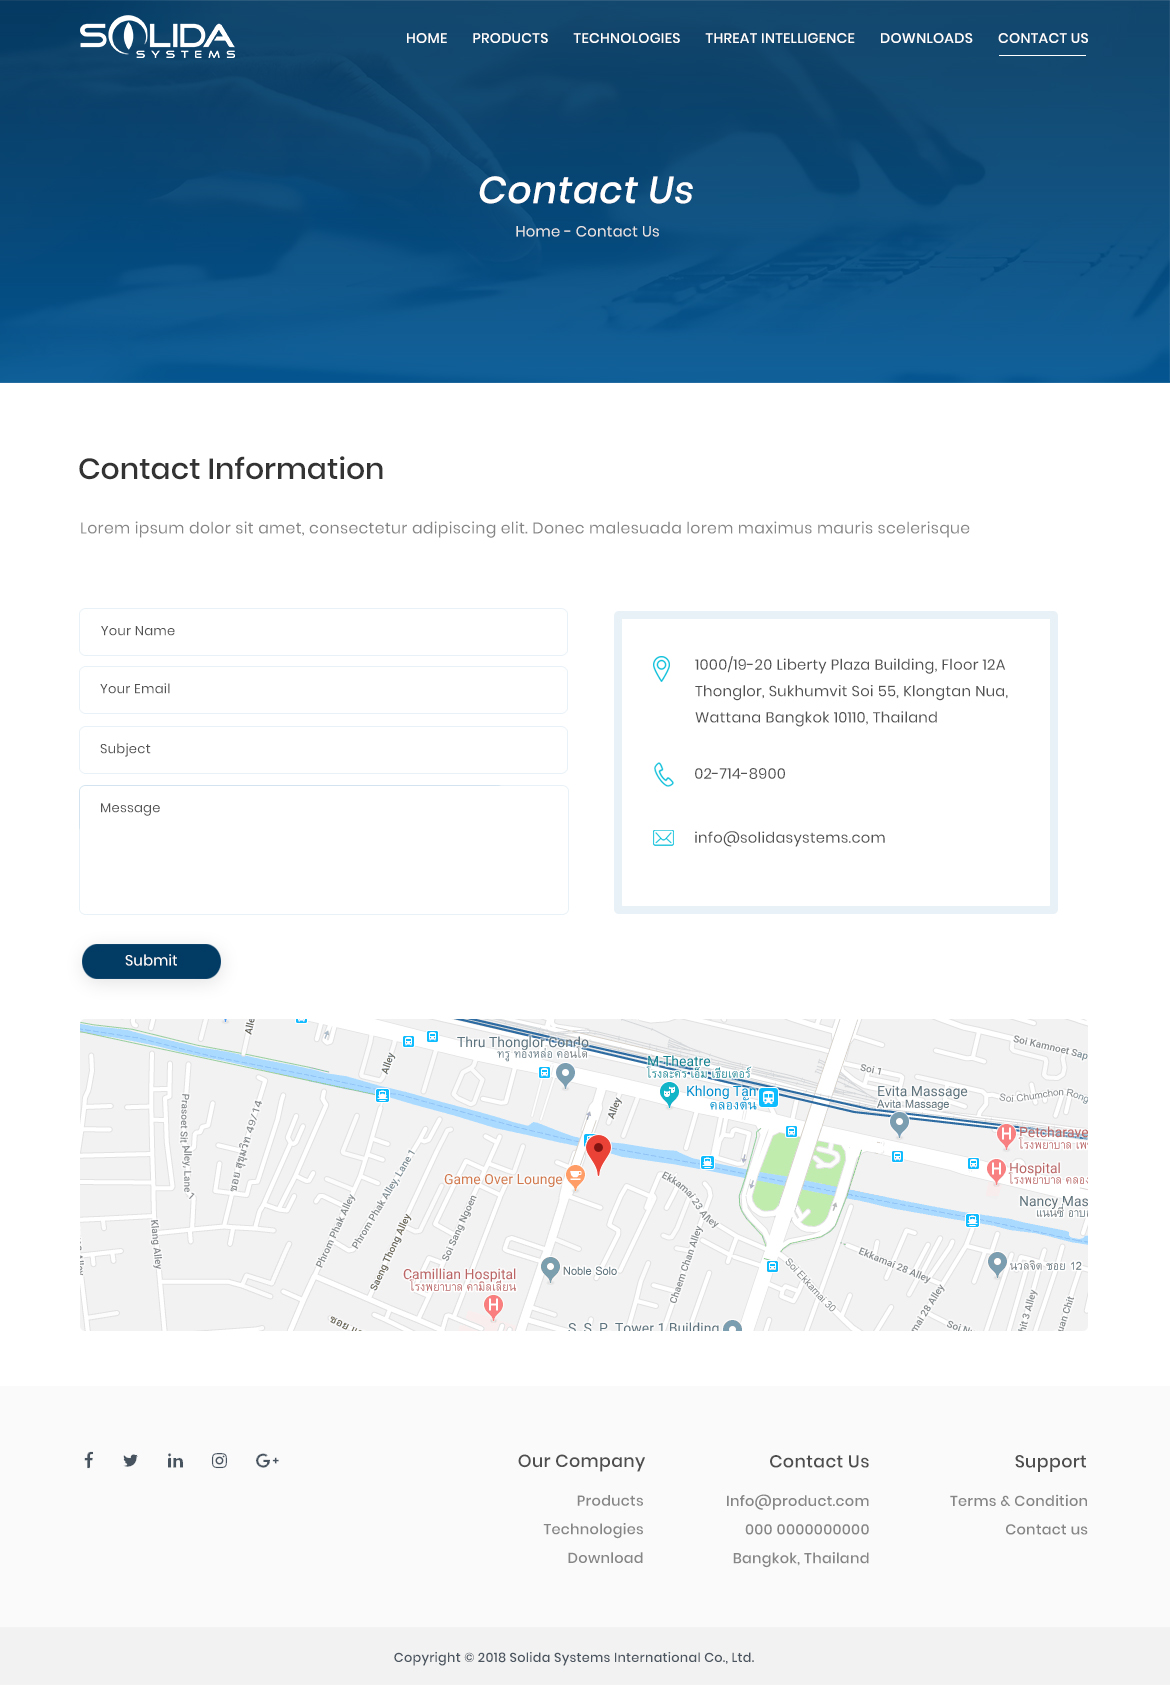 SOLIDA
SYSTEMS
HOME PRODUCTS TECHNOLOGIES THREAT INTELLIGENCE DOWNLOADS CONTACT US
Contact Us
Home - Contact Us
Contact Information
Lorem ipsum dolor sit amet, consectetur adipiscing elit. Donec malesuada lorem maximus mauris scelerisque
Your Name
Your Email
Subject
Message
Submit
1000/19-20 Liberty Plaza Building, Floor 12A
Thonglor, Sukhumvit Soi 55, Klongtan Nua,
Wattana Bangkok 10110, Thailand
02-714-8900
info@solidasystems.com
Alle
Alley
Thru Thonglor Condo
ทรู ทองหล่อ คอนโด
M-Theatre
โรงละคร เอ็ม เธียเตอร์
Khlong Tan
คลองตัน
Soi 1
Soi Kamnoet Sap
Evita Massage
Avita Massage
Soi Chumchon Rong
Petcharave
โรงพยาบาล เพช
Hospital
โรงพยาบาล คลอง
Nancy Mas
แนนซี่ อาบ
Prasoet Sit Alley, Lane 1
ซอย สุขุมวิท 49/14
Alley
Phrom Phak Alley, Lane 1
Phrom Phak Alley
Klang Alley
Saeng Thong Alley
Soi Sang Ngoen
Game Over Lounge
Ekkamai 23 Alley
Chaem Chan Alley
Camillian Hospital
โรงพยาบาล คามิลเลียน
Noble Solo
Soi Ekkamai 30
Ekkamai 28 Alley
นวลจิต ซอย 12
S. S. P. Tower 1 Building
Our Company
Products
Technologies
Download
Contact Us
Info@product.com
000 0000000000
Bangkok, Thailand
Support
Terms & Condition
Contact us
Copyright © 2018 Solida Systems International Co., Ltd.